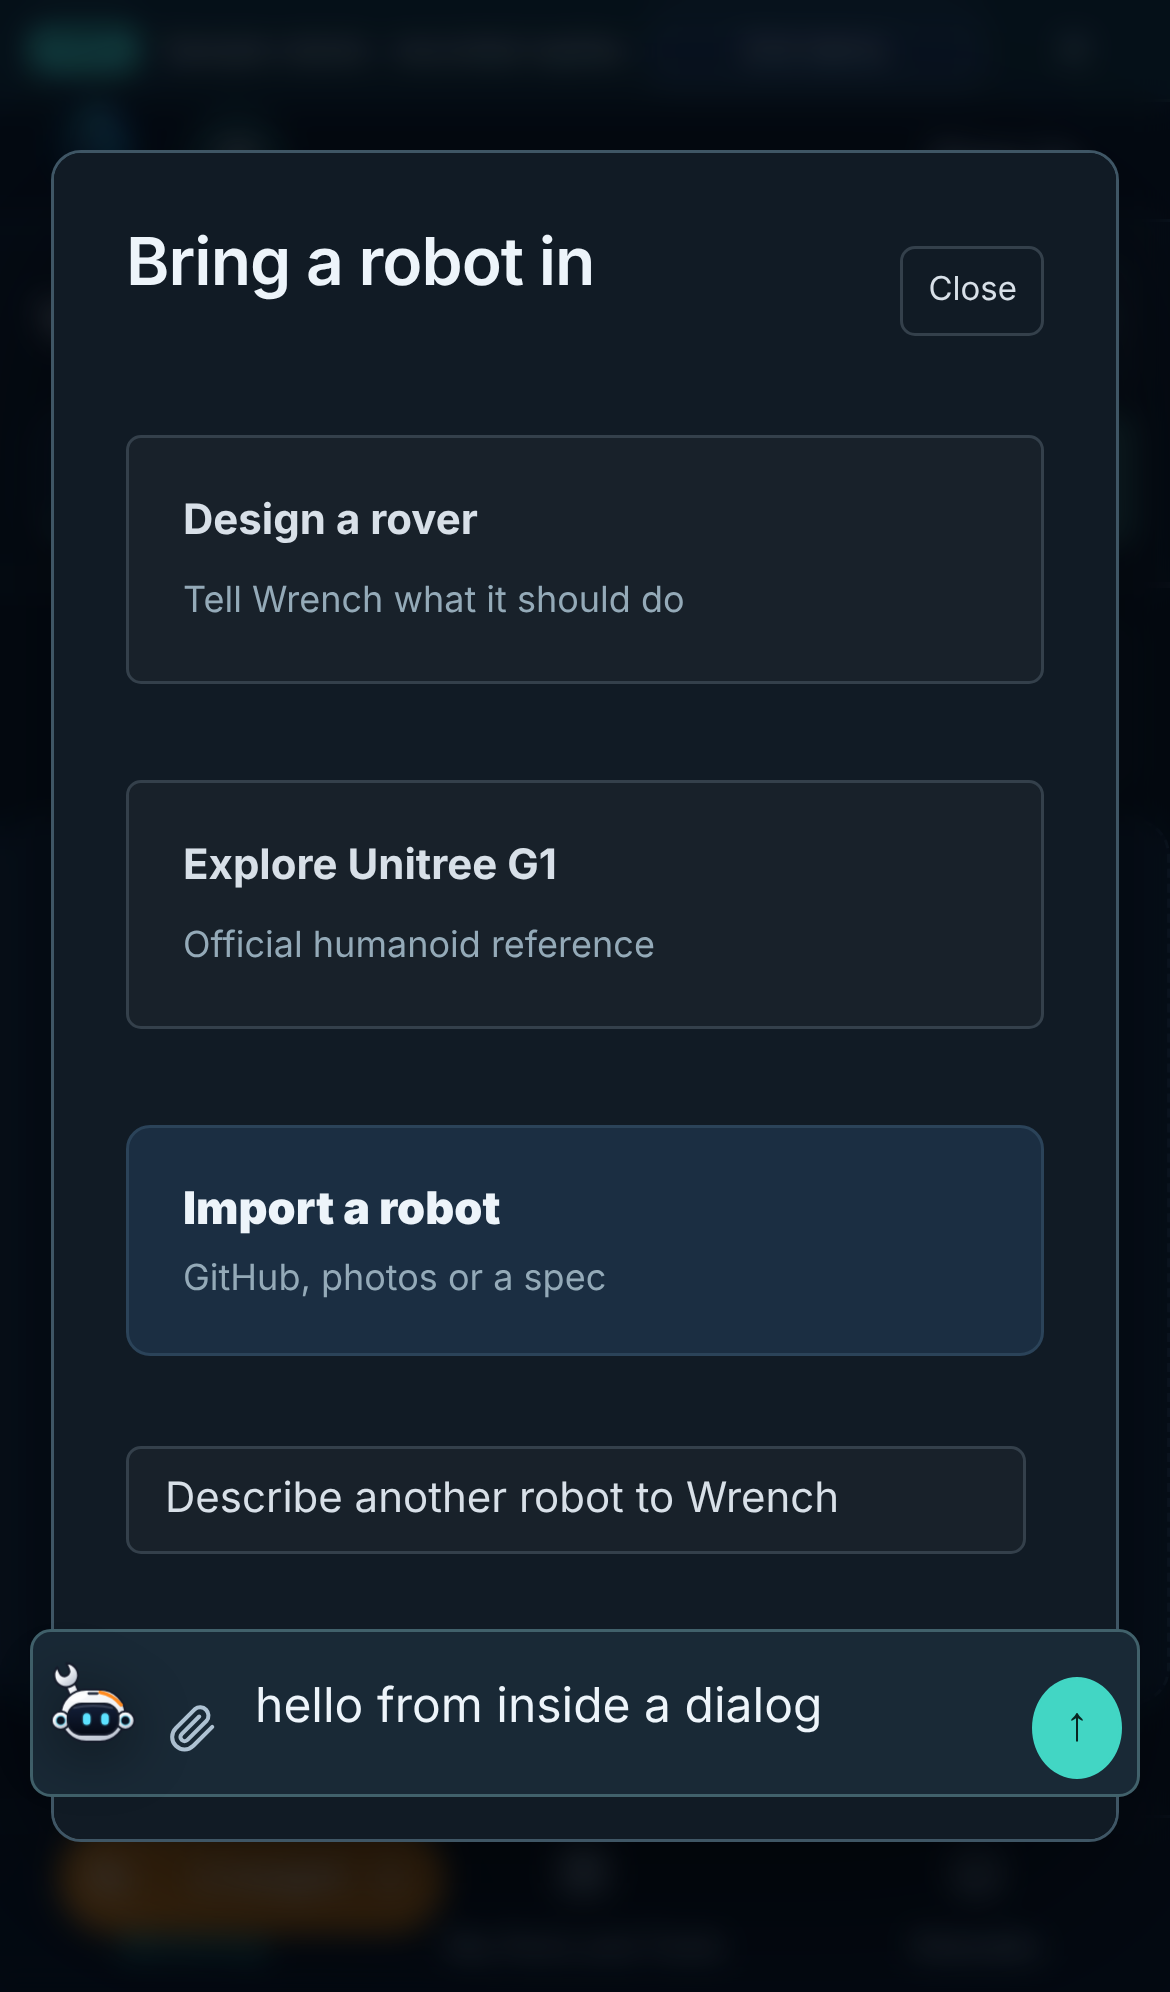 Bring a robot in
Close
Design a rover
Tell Wrench what it should do
Explore Unitree G1
Official humanoid reference
Import a robot
GitHub, photos or a spec
Describe another robot to Wrench
hello from inside a dialog
↑